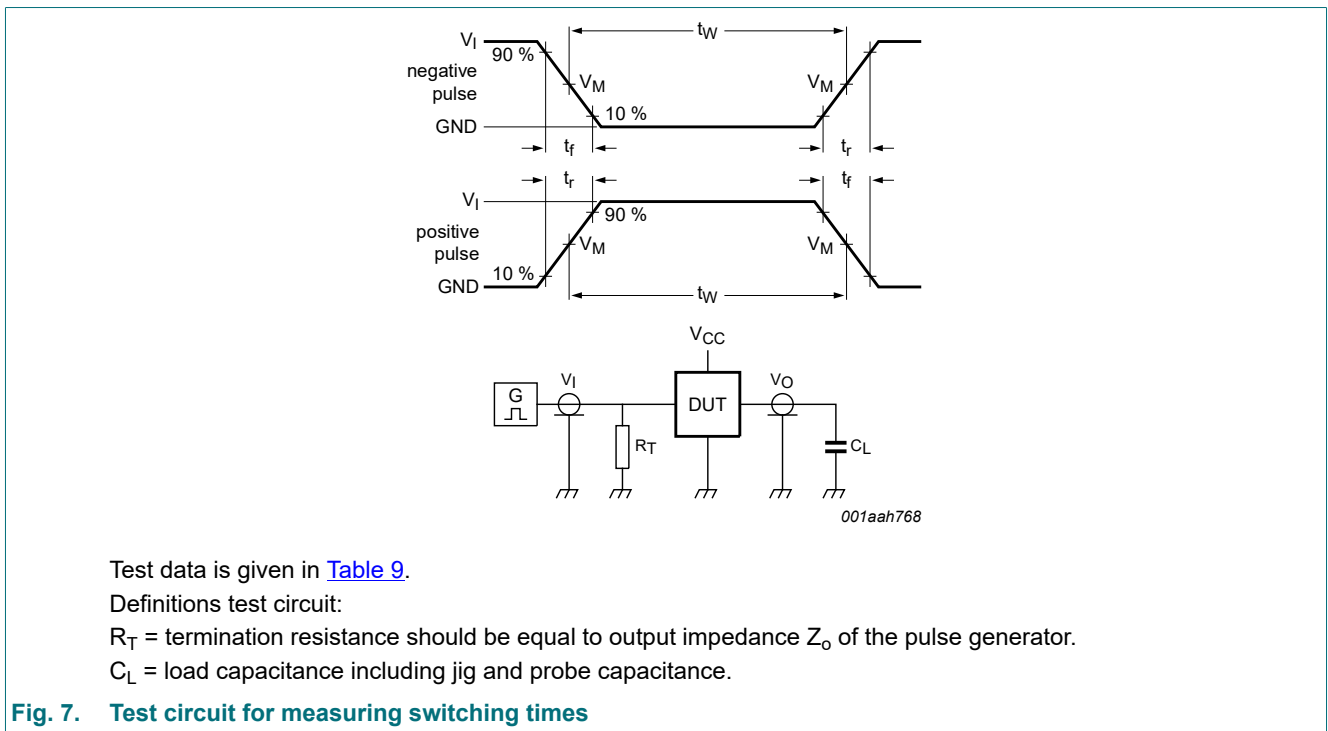 V_I
90 %
negative
pulse
GND
V_M
10 %
t_W
V_M
t_f
t_r
t_r
t_f
V_I
90 %
positive
pulse
V_M
V_M
10 %
GND
t_W
V_CC
G
V_I
DUT
V_O
R_T
C_L
001aah768
Test data is given in Table 9.
Definitions test circuit:
R_T = termination resistance should be equal to output impedance Z_o of the pulse generator.
C_L = load capacitance including jig and probe capacitance.
Fig. 7. Test circuit for measuring switching times